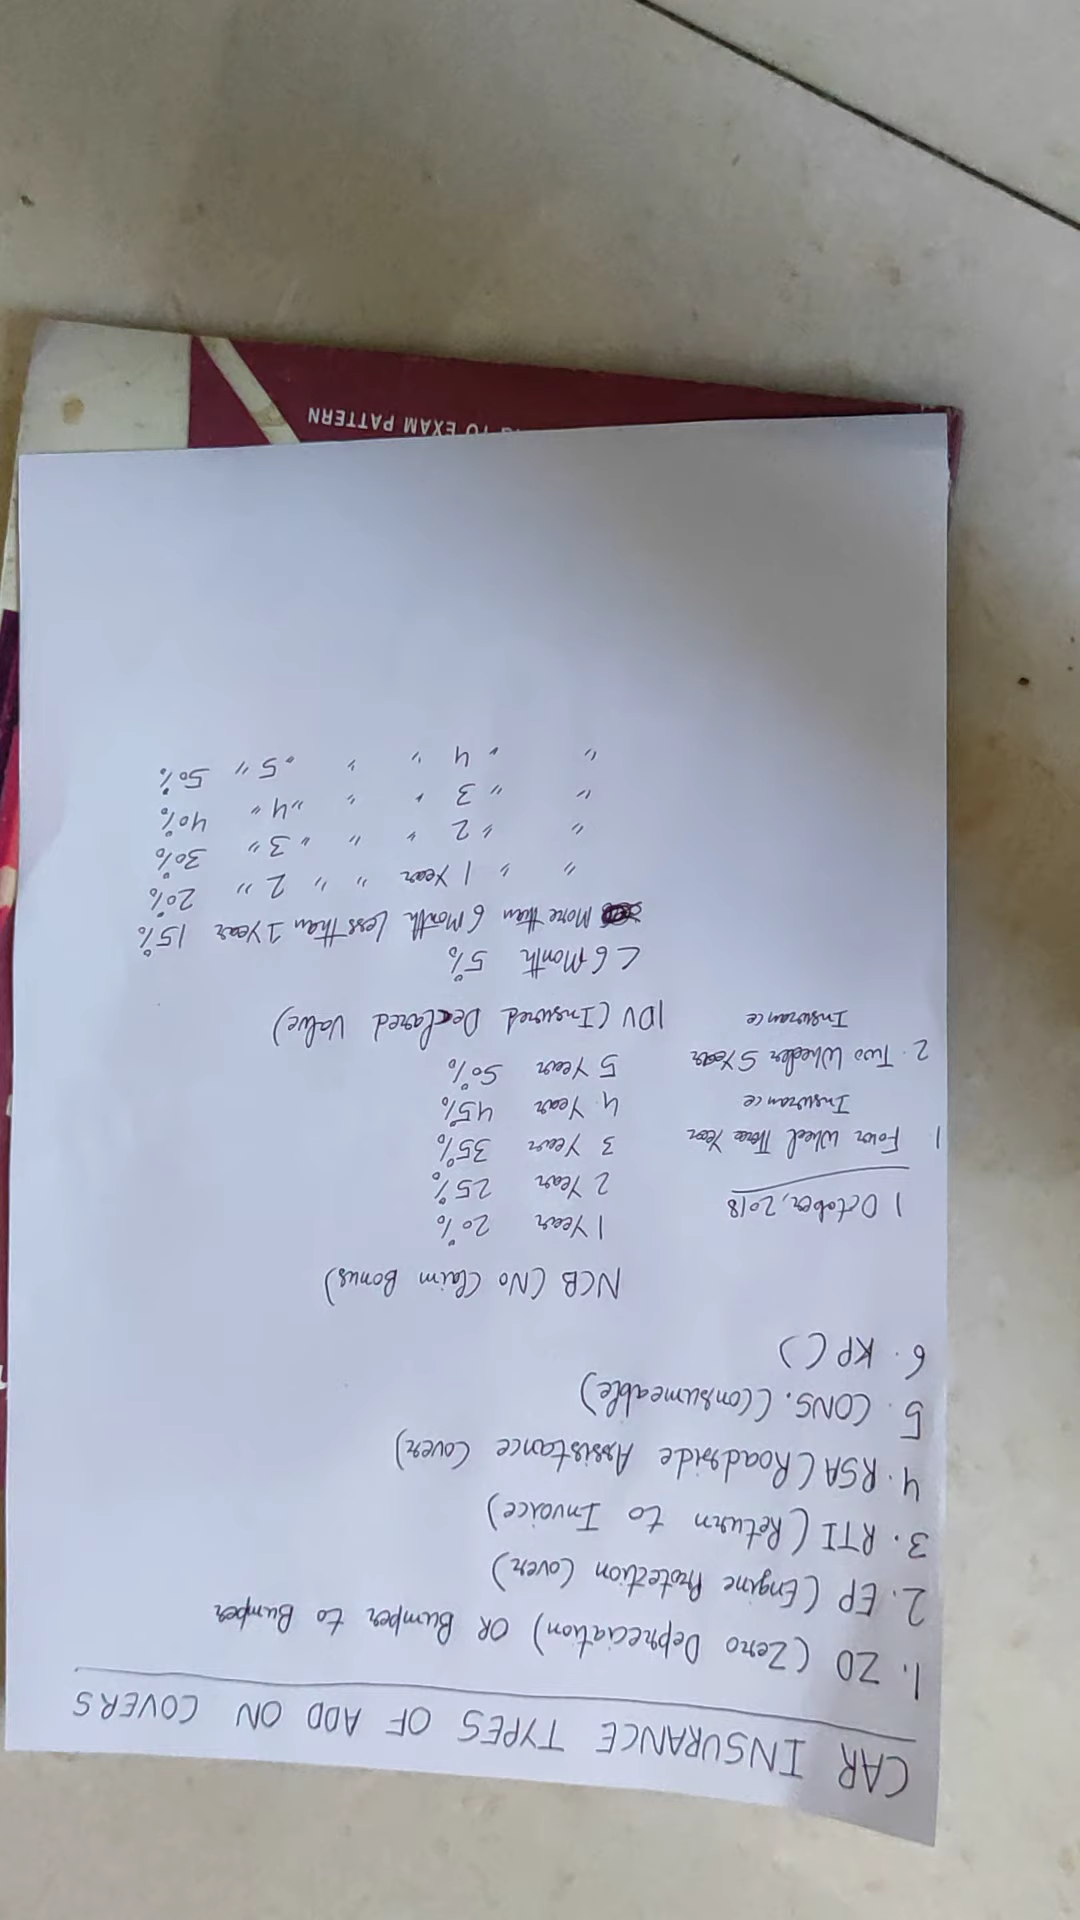 CAR INSURANCE TYPES OF ADD ON COVERS
1. ZD (Zero Depreciation) OR Bumper to Bumper
2. EP (Engine Protection Cover)
3. RTI (Return to Invoice)
4. RSA (Roadside Assistance Cover)
5. CONS. (Consumeable)
6. KP ( )
NCB (No Claim Bonus)
1 Year 20%
2 Year 25%
3 Year 35%
4 Year 45%
5 Year 50%
1 October, 2018
1 Four Wheel Three Year
Insurance
2. Two Wheeler 5 Year
Insurance
IDV (Insured Declared Value)
< 6 Month 5%
More than 6 Month Less than 1 Year 15%
" " 1 Year " " 2 " 20%
" " 2 " " " 3 " 30%
" " 3 " " " 4 " 40%
" " 4 " " " 5 " 50%
TO EXAM PATTERN